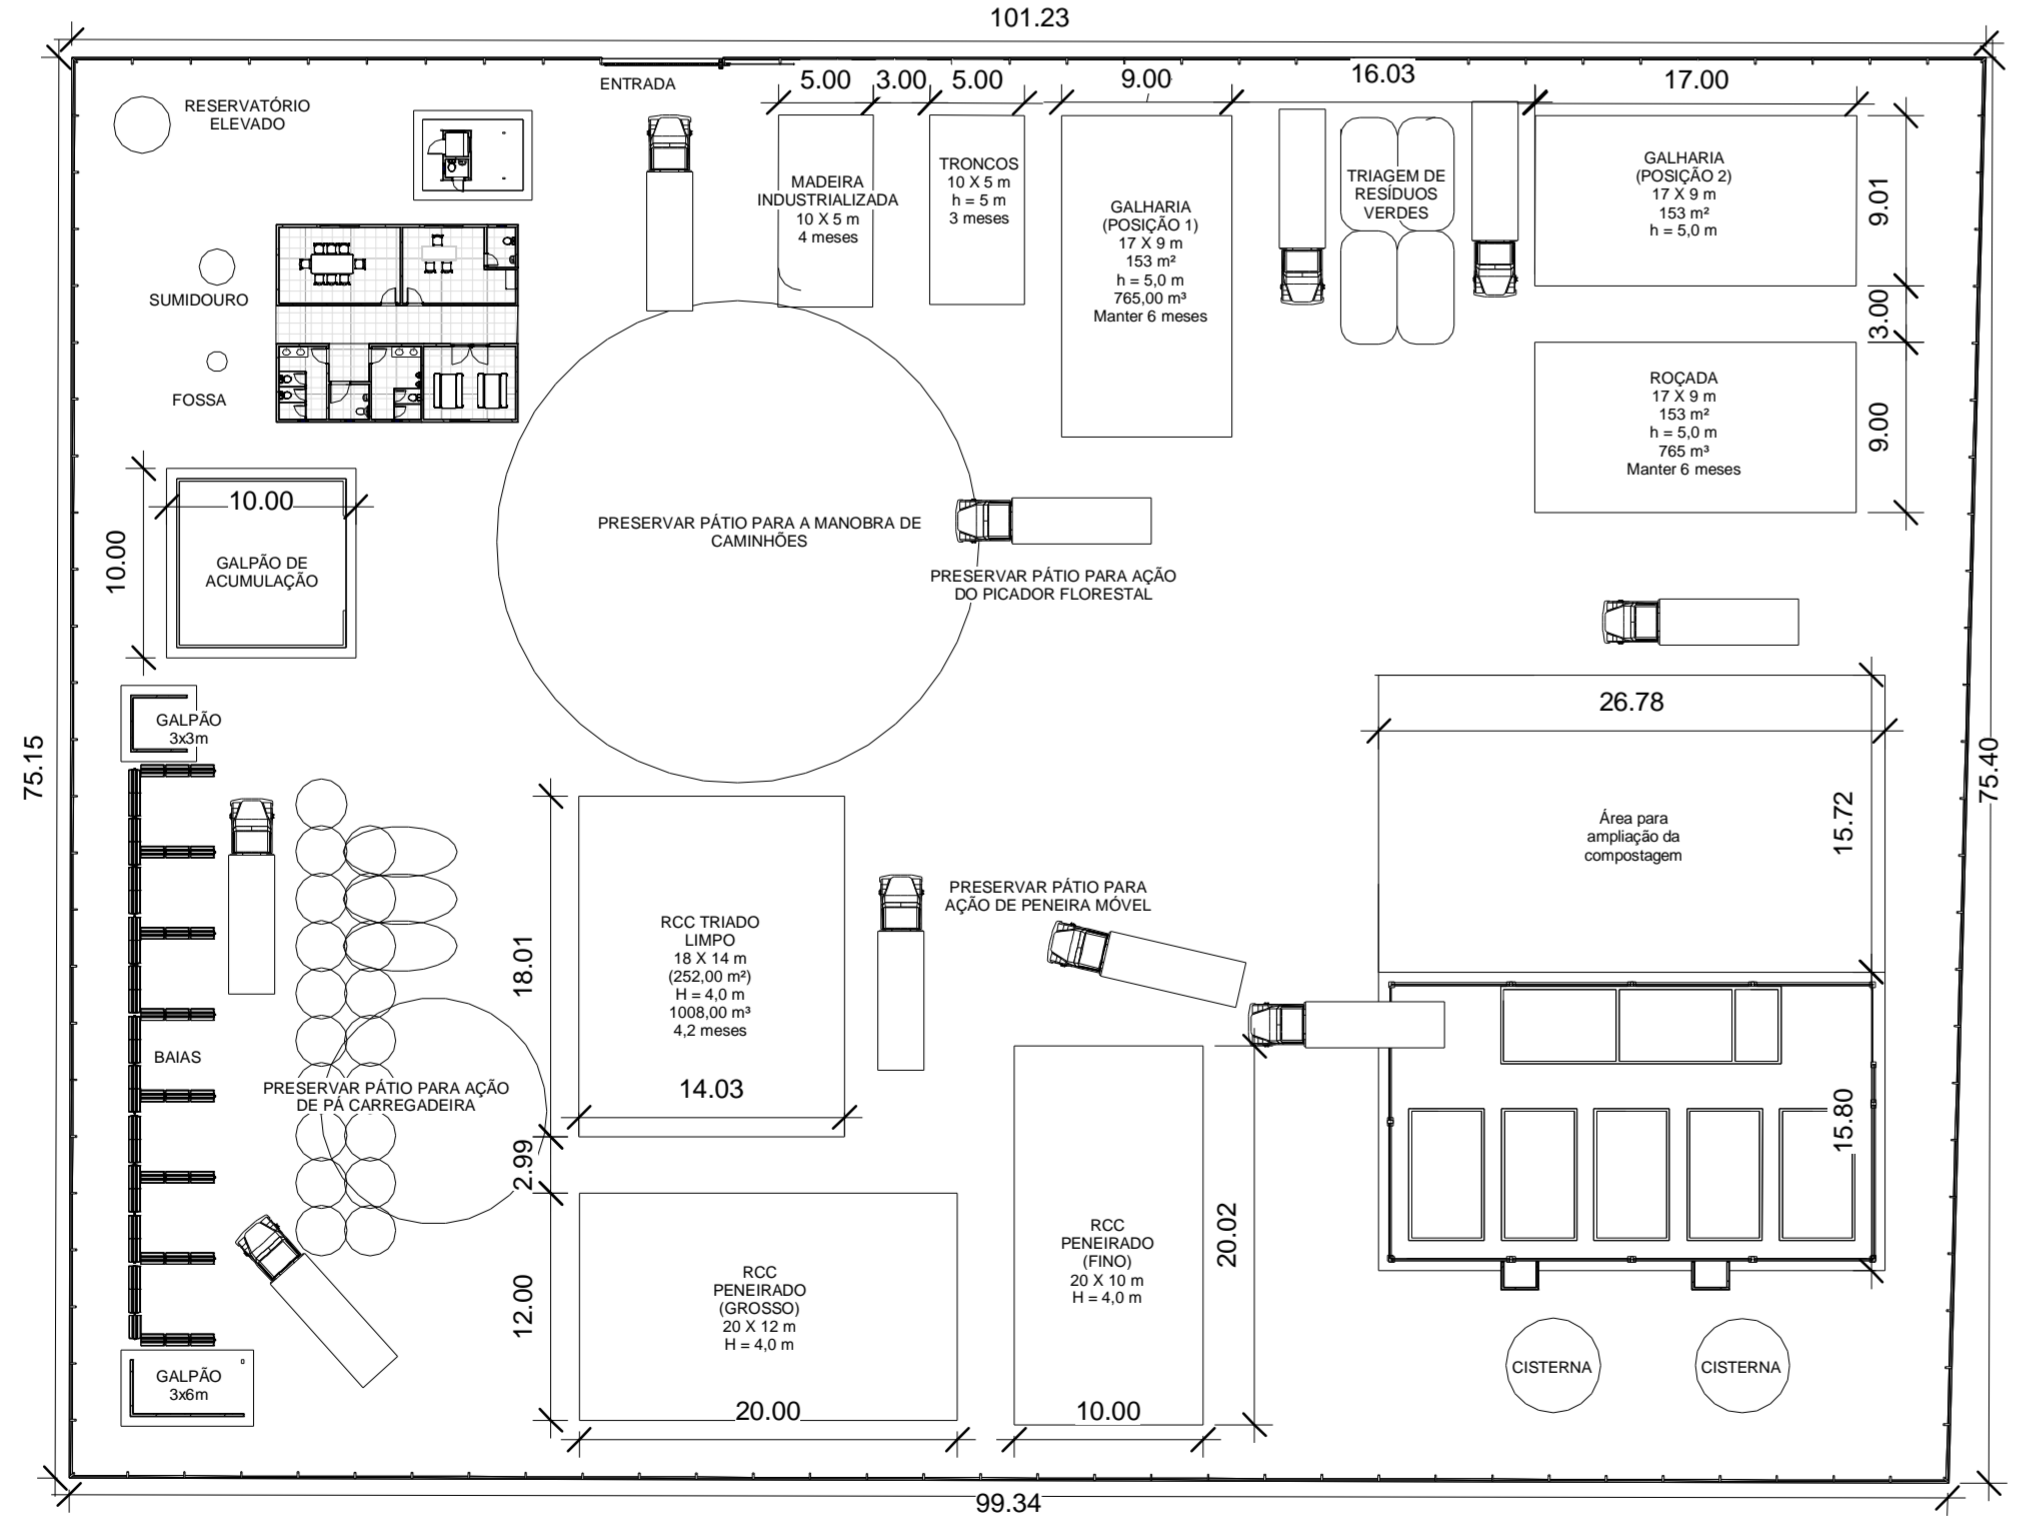 101.23
ENTRADA
5.00
3.00
5.00
9.00
16.03
17.00
RESERVATÓRIO
ELEVADO
MADEIRA
INDUSTRIALIZADA
10 X 5 m
4 meses
TRONCOS
10 X 5 m
h = 5 m
3 meses
GALHARIA
(POSIÇÃO 1)
17 X 9 m
153 m²
h = 5,0 m
765,00 m³
Manter 6 meses
TRIAGEM DE
RESÍDUOS
VERDES
GALHARIA
(POSIÇÃO 2)
17 X 9 m
153 m²
h = 5,0 m
9.01
3.00
SUMIDOURO
FOSSA
ROÇADA
17 X 9 m
153 m²
h = 5,0 m
765 m³
Manter 6 meses
9.00
10.00
10.00
GALPÃO DE
ACUMULAÇÃO
PRESERVAR PÁTIO PARA A MANOBRA DE
CAMINHÕES
PRESERVAR PÁTIO PARA AÇÃO
DO PICADOR FLORESTAL
GALPÃO
3x3m
75.15
26.78
75.40
Área para
ampliação da
compostagem
15.72
PRESERVAR PÁTIO PARA
AÇÃO DE PENEIRA MÓVEL
18.01
RCC TRIADO
LIMPO
18 X 14 m
(252,00 m²)
H = 4,0 m
1008,00 m³
4,2 meses
14.03
BAIAS
PRESERVAR PÁTIO PARA AÇÃO
DE PÁ CARREGADEIRA
2.99
15.80
12.00
RCC
PENEIRADO
(GROSSO)
20 X 12 m
H = 4,0 m
20.00
RCC
PENEIRADO
(FINO)
20 X 10 m
H = 4,0 m
10.00
20.02
GALPÃO
3x6m
CISTERNA
CISTERNA
99.34